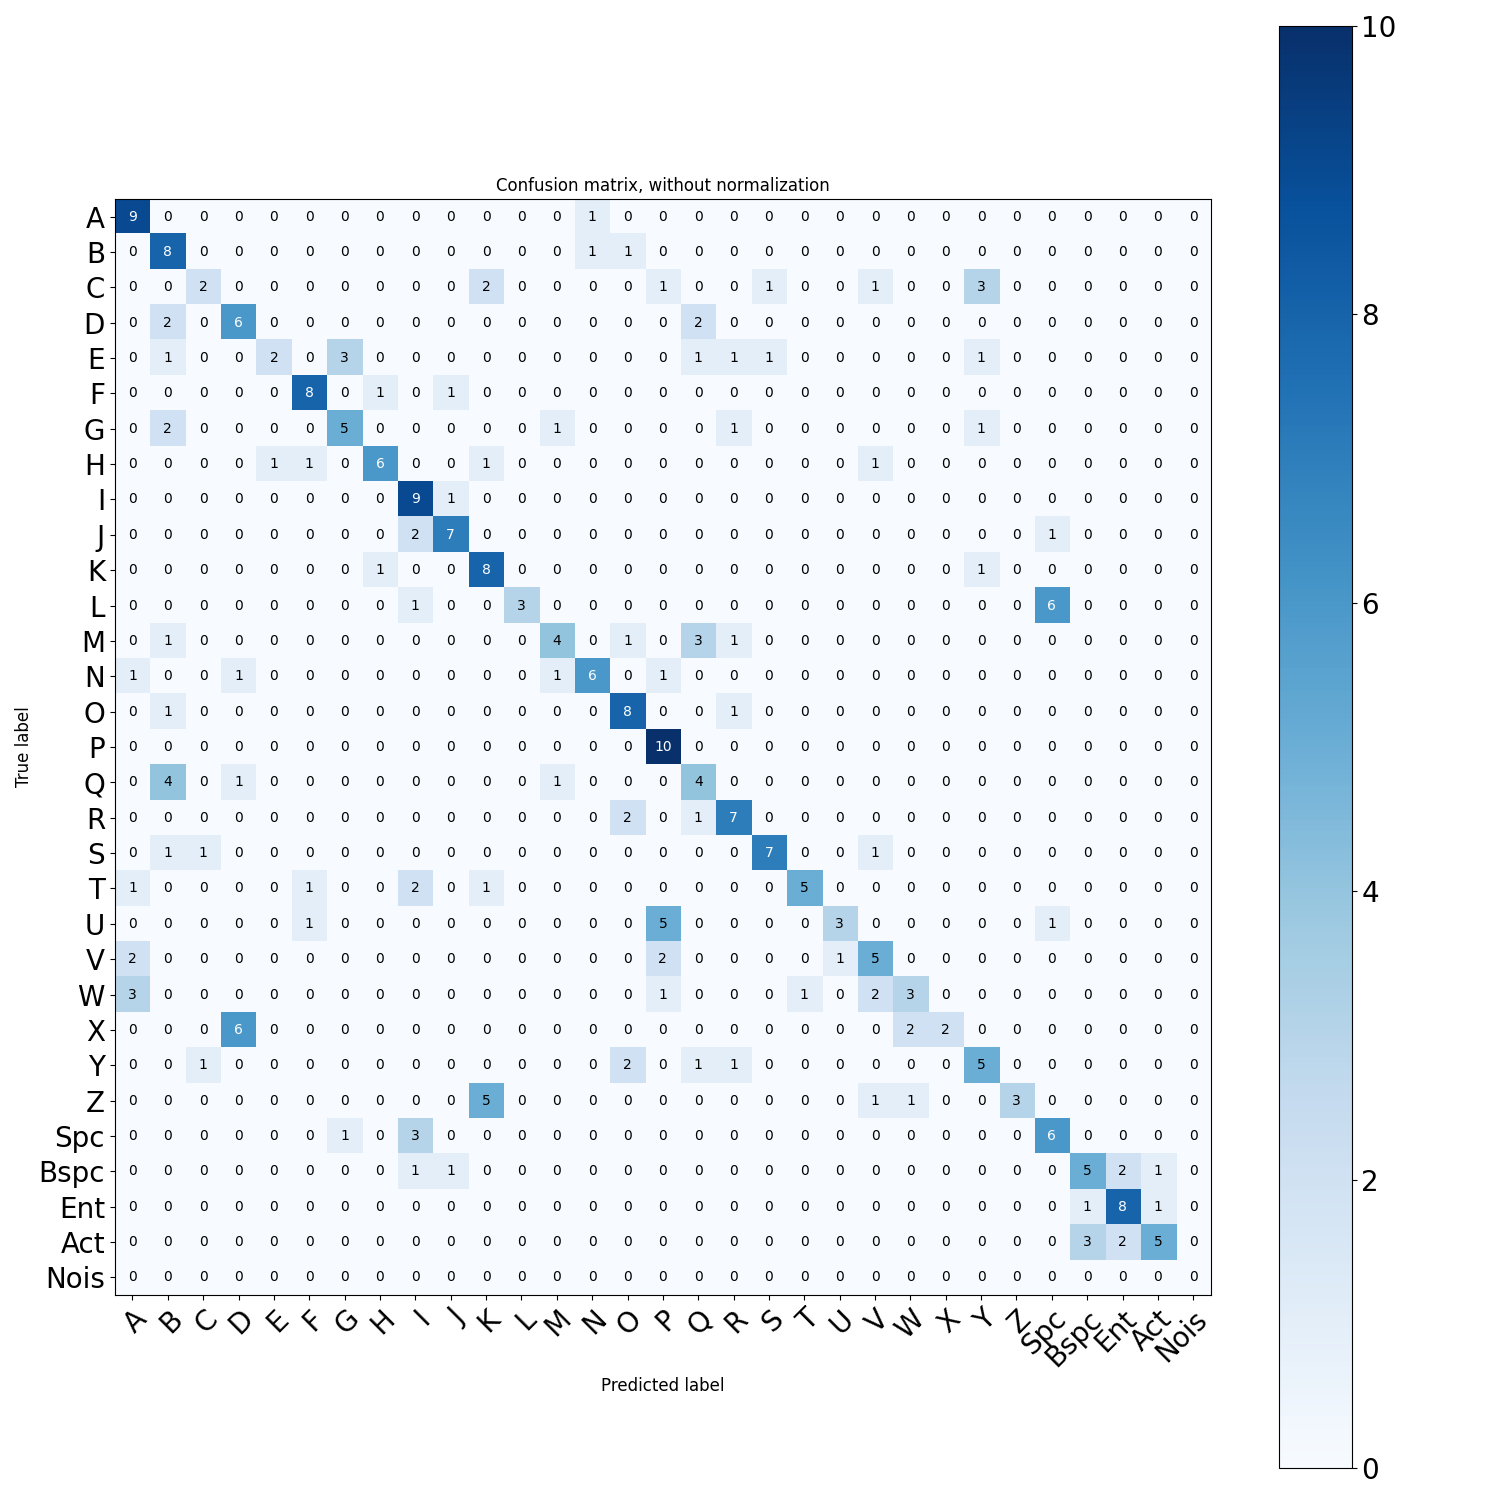 Confusion matrix, without normalization
A 9 0 0 0 0 0 0 0 0 0 0 0 0 1 0 0 0 0 0 0 0 0 0 0 0 0 0 0 0 0 0
B 0 8 0 0 0 0 0 0 0 0 0 0 0 1 1 0 0 0 0 0 0 0 0 0 0 0 0 0 0 0 0
C 0 0 2 0 0 0 0 0 0 0 2 0 0 0 0 1 0 0 1 0 0 1 0 0 3 0 0 0 0 0 0
D 0 2 0 6 0 0 0 0 0 0 0 0 0 0 0 0 2 0 0 0 0 0 0 0 0 0 0 0 0 0 0
E 0 1 0 0 2 0 3 0 0 0 0 0 0 0 0 0 1 1 1 0 0 0 0 0 1 0 0 0 0 0 0
F 0 0 0 0 0 8 0 1 0 1 0 0 0 0 0 0 0 0 0 0 0 0 0 0 0 0 0 0 0 0 0
G 0 2 0 0 0 0 5 0 0 0 0 0 1 0 0 0 0 1 0 0 0 0 0 0 1 0 0 0 0 0 0
H 0 0 0 0 1 1 0 6 0 0 1 0 0 0 0 0 0 0 0 0 0 1 0 0 0 0 0 0 0 0 0
I 0 0 0 0 0 0 0 0 9 1 0 0 0 0 0 0 0 0 0 0 0 0 0 0 0 0 0 0 0 0 0
J 0 0 0 0 0 0 0 0 2 7 0 0 0 0 0 0 0 0 0 0 0 0 0 0 0 0 1 0 0 0 0
K 0 0 0 0 0 0 0 1 0 0 8 0 0 0 0 0 0 0 0 0 0 0 0 0 1 0 0 0 0 0 0
L 0 0 0 0 0 0 0 0 1 0 0 3 0 0 0 0 0 0 0 0 0 0 0 0 0 0 6 0 0 0 0
M 0 1 0 0 0 0 0 0 0 0 0 0 4 0 1 0 3 1 0 0 0 0 0 0 0 0 0 0 0 0 0
N 1 0 0 1 0 0 0 0 0 0 0 0 1 6 0 1 0 0 0 0 0 0 0 0 0 0 0 0 0 0 0
O 0 1 0 0 0 0 0 0 0 0 0 0 0 0 8 0 0 1 0 0 0 0 0 0 0 0 0 0 0 0 0
P 0 0 0 0 0 0 0 0 0 0 0 0 0 0 0 10 0 0 0 0 0 0 0 0 0 0 0 0 0 0 0
Q 0 4 0 1 0 0 0 0 0 0 0 0 1 0 0 0 4 0 0 0 0 0 0 0 0 0 0 0 0 0 0
R 0 0 0 0 0 0 0 0 0 0 0 0 0 0 2 0 1 7 0 0 0 0 0 0 0 0 0 0 0 0 0
S 0 1 1 0 0 0 0 0 0 0 0 0 0 0 0 0 0 0 7 0 0 1 0 0 0 0 0 0 0 0 0
T 1 0 0 0 0 1 0 0 2 0 1 0 0 0 0 0 0 0 0 5 0 0 0 0 0 0 0 0 0 0 0
U 0 0 0 0 0 1 0 0 0 0 0 0 0 0 0 5 0 0 0 0 3 0 0 0 0 0 1 0 0 0 0
V 2 0 0 0 0 0 0 0 0 0 0 0 0 0 0 2 0 0 0 0 1 5 0 0 0 0 0 0 0 0 0
W 3 0 0 0 0 0 0 0 0 0 0 0 0 0 0 1 0 0 0 1 0 2 3 0 0 0 0 0 0 0 0
X 0 0 0 6 0 0 0 0 0 0 0 0 0 0 0 0 0 0 0 0 0 0 2 2 0 0 0 0 0 0 0
Y 0 0 1 0 0 0 0 0 0 0 0 0 0 0 2 0 1 1 0 0 0 0 0 0 5 0 0 0 0 0 0
Z 0 0 0 0 0 0 0 0 0 0 5 0 0 0 0 0 0 0 0 0 0 1 1 0 0 3 0 0 0 0 0
Spc 0 0 0 0 0 0 1 0 3 0 0 0 0 0 0 0 0 0 0 0 0 0 0 0 0 0 6 0 0 0 0
Bspc 0 0 0 0 0 0 0 0 1 1 0 0 0 0 0 0 0 0 0 0 0 0 0 0 0 0 0 5 2 1 0
Ent 0 0 0 0 0 0 0 0 0 0 0 0 0 0 0 0 0 0 0 0 0 0 0 0 0 0 0 1 8 1 0
Act 0 0 0 0 0 0 0 0 0 0 0 0 0 0 0 0 0 0 0 0 0 0 0 0 0 0 0 3 2 5 0
Nois 0 0 0 0 0 0 0 0 0 0 0 0 0 0 0 0 0 0 0 0 0 0 0 0 0 0 0 0 0 0 0
A B C D E F G H I J K L M N O P Q R S T U V W X Y Z Spc Bspc Ent Act Nois
Predicted label
True label
10
8
6
4
2
0